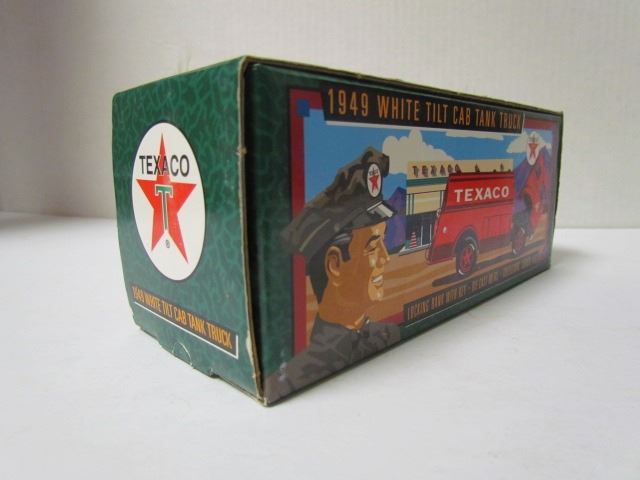 TEXACO
T
®
1949 WHITE TILT CAB TANK TRUCK
1949 WHITE TILT CAB TANK TRUCK
TEXACO
TEXACO
LOCKING BANK WITH KEY - DIE CAST METAL -